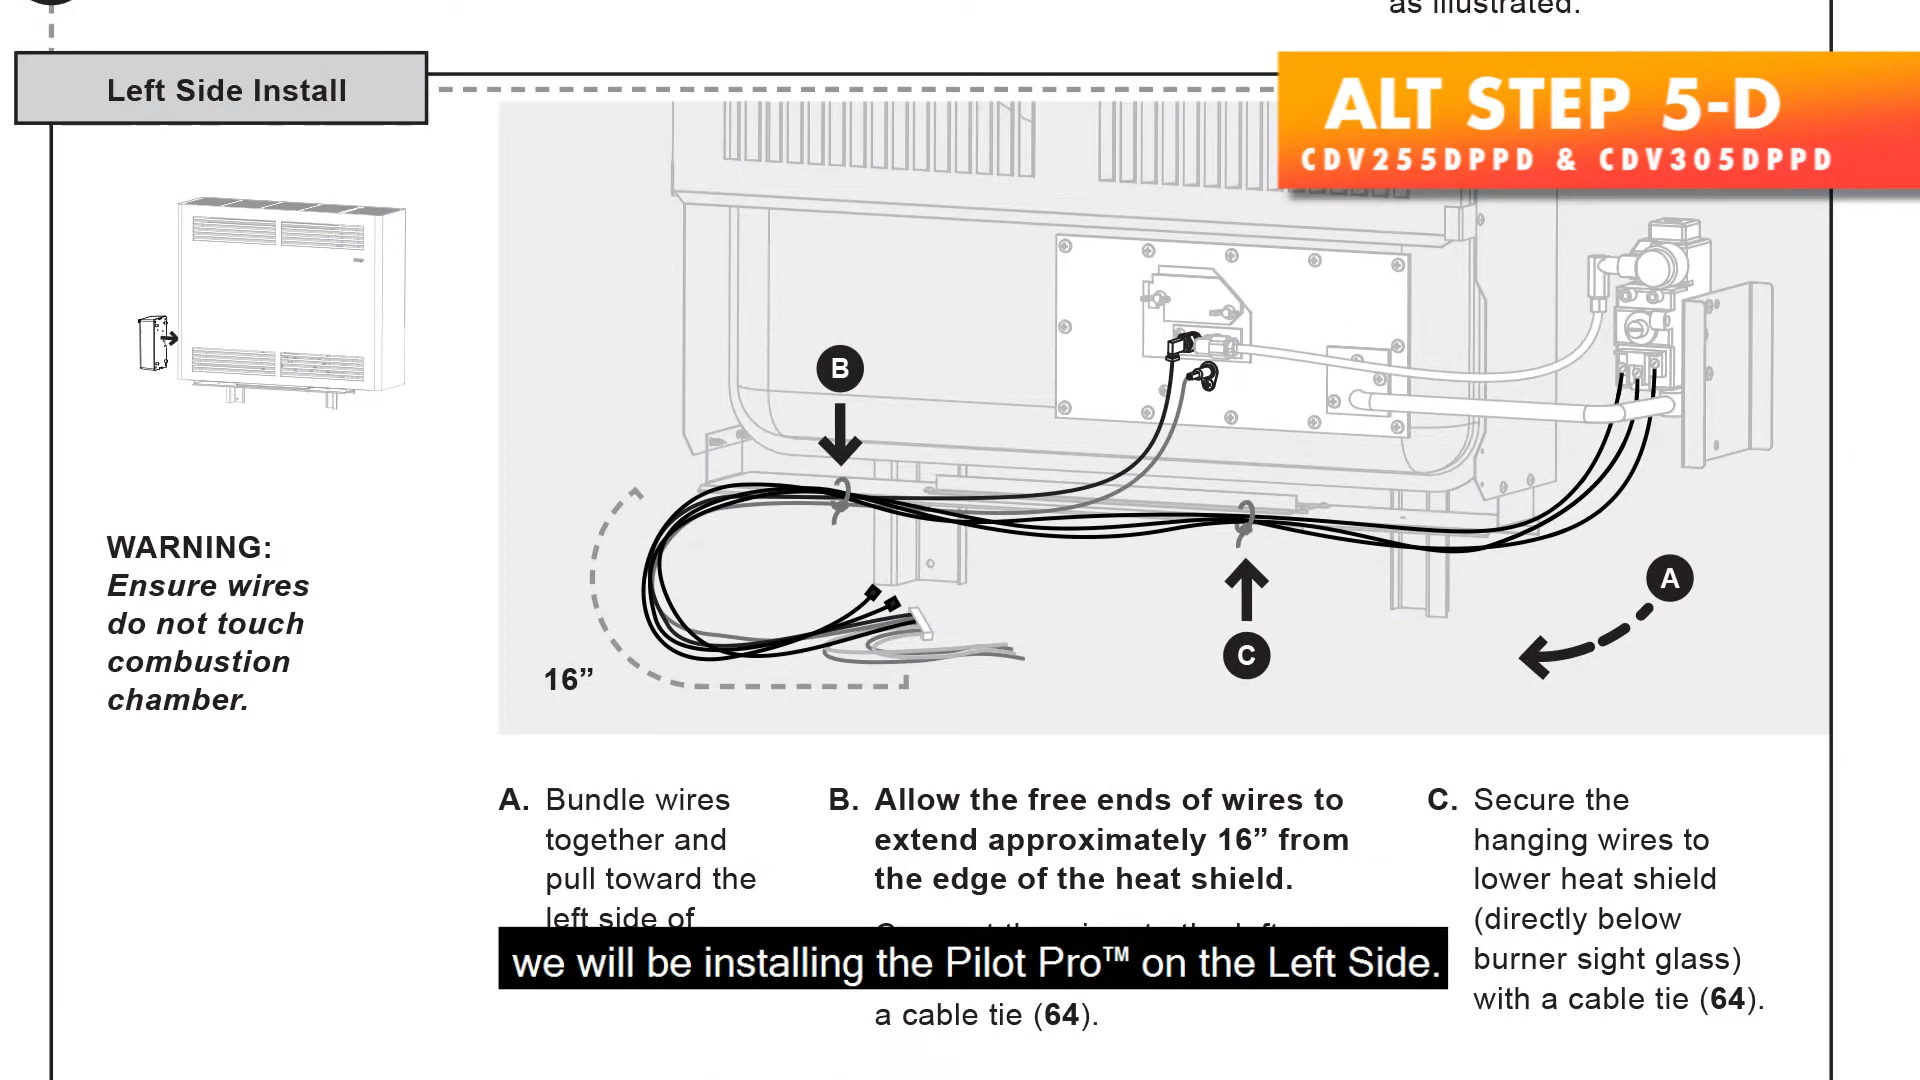 as illustrated.
Left Side Install
ALT STEP 5-D
CDV255DPPD & CDV305DPPD
B
A
C
16”
WARNING:
Ensure wires
do not touch
combustion
chamber.
A. Bundle wires
together and
pull toward the
left side of
B. Allow the free ends of wires to
extend approximately 16” from
the edge of the heat shield.
a cable tie (64).
C. Secure the
hanging wires to
lower heat shield
(directly below
burner sight glass)
with a cable tie (64).
we will be installing the Pilot Pro™ on the Left Side.